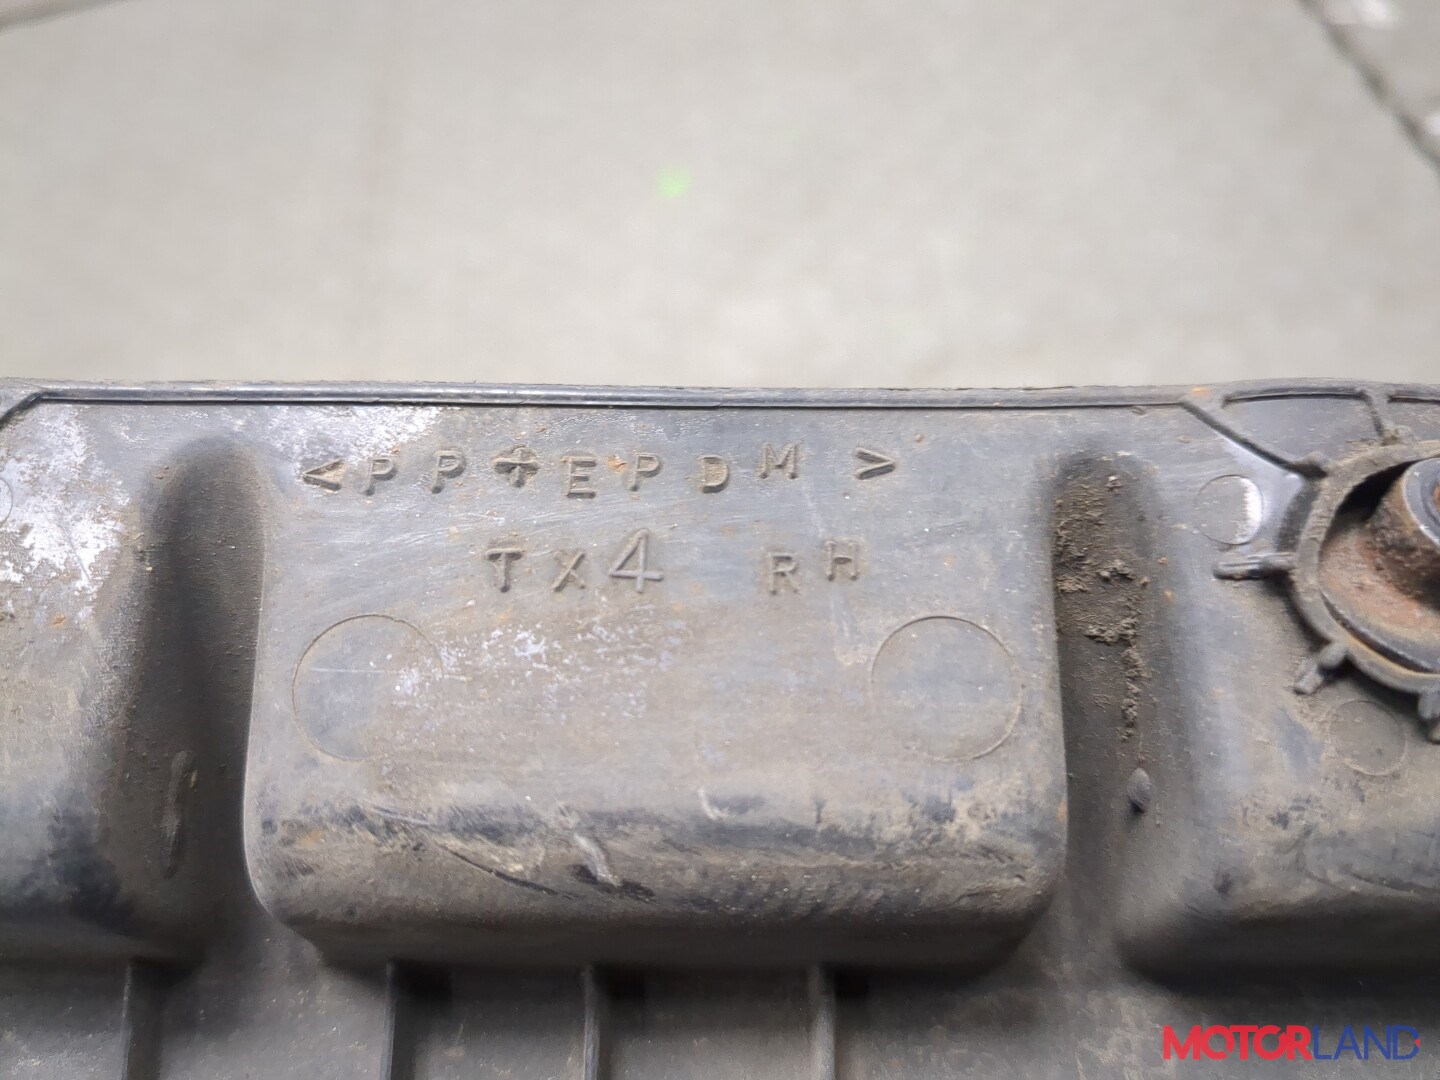 <PP+EPDM>
TX4 RH
MOTORLAND